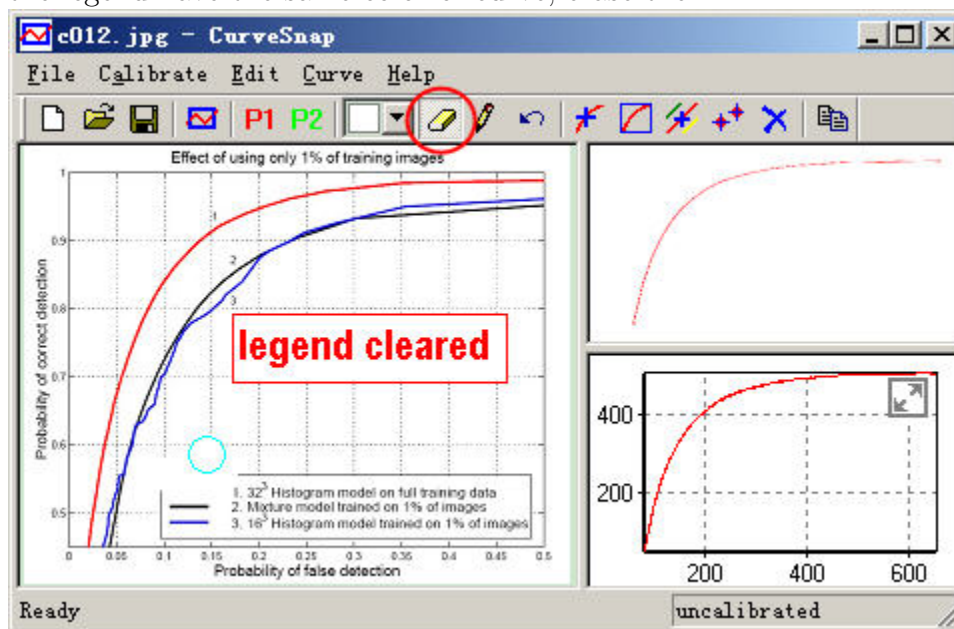 c012.jpg - CurveSnap
File Calibrate Edit Curve Help
P1 P2
Effect of using only 1% of training images
1
0.9
0.8
0.7
0.6
0.5
Probability of correct detection
1
2
3
legend cleared
1. 32³ Histogram model on full training data
2. Mixture model trained on 1% of images
3. 16³ Histogram model trained on 1% of images
0 0.05 0.1 0.15 0.2 0.25 0.3 0.35 0.4 0.45 0.5
Probability of false detection
400
200
200 400 600
Ready uncalibrated